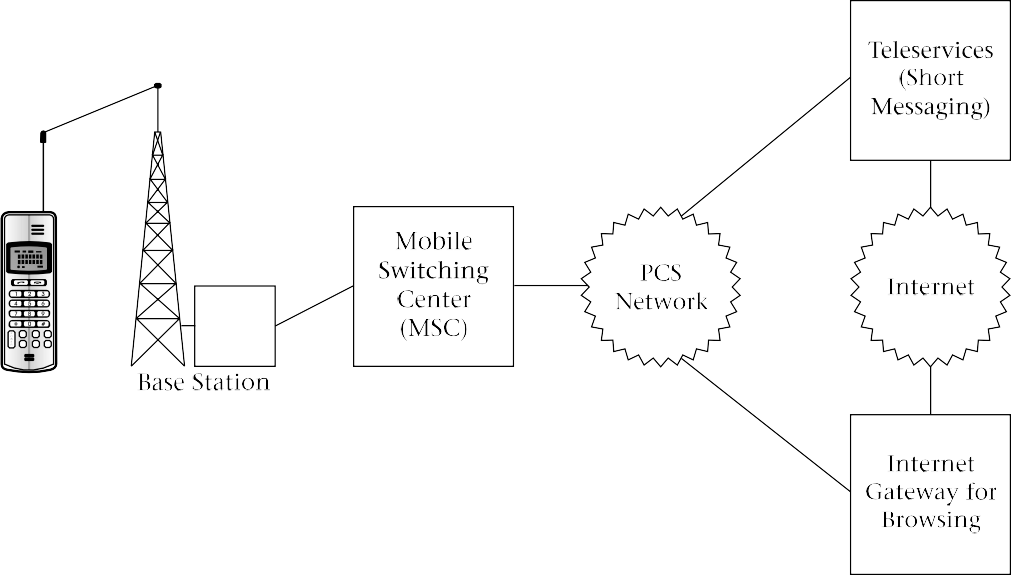 Base Station
Mobile
Switching
Center
(MSC)
PCS
Network
Teleservices
(Short
Messaging)
Internet
Internet
Gateway for
Browsing